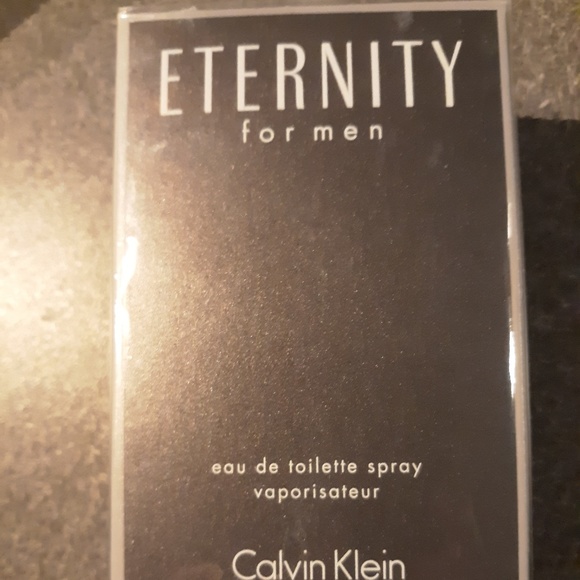 ETERNITY
for men
eau de toilette spray
vaporisateur
Calvin Klein